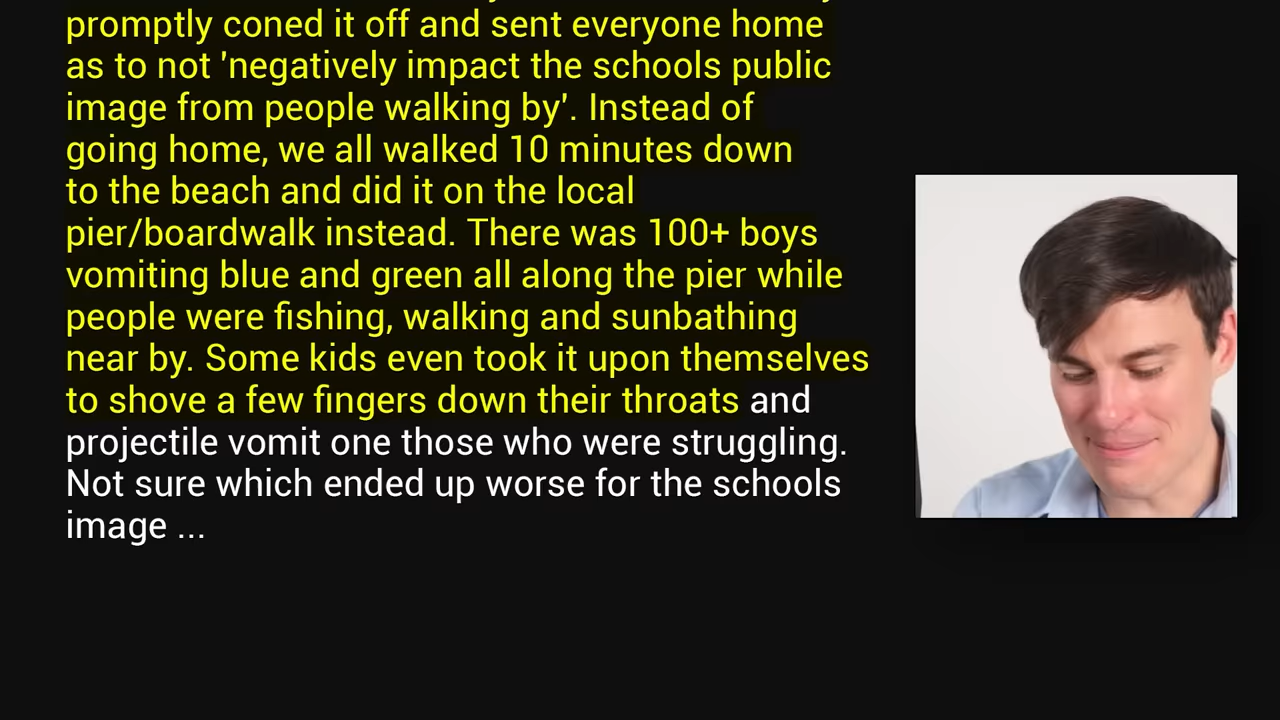 promptly coned it off and sent everyone home
as to not 'negatively impact the schools public
image from people walking by'. Instead of
going home, we all walked 10 minutes down
to the beach and did it on the local
pier/boardwalk instead. There was 100+ boys
vomiting blue and green all along the pier while
people were fishing, walking and sunbathing
near by. Some kids even took it upon themselves
to shove a few fingers down their throats and
projectile vomit one those who were struggling.
Not sure which ended up worse for the schools
image ...